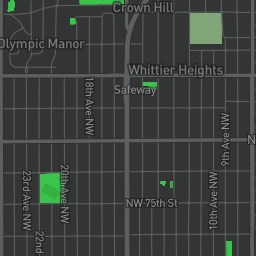 Crown Hill
Olympic Manor
Whittier Heights
Safeway
18th Ave NW
9th Ave NW
N
20th Ave NW
23rd Ave NW
NW 75th St
10th Ave NW
22nd